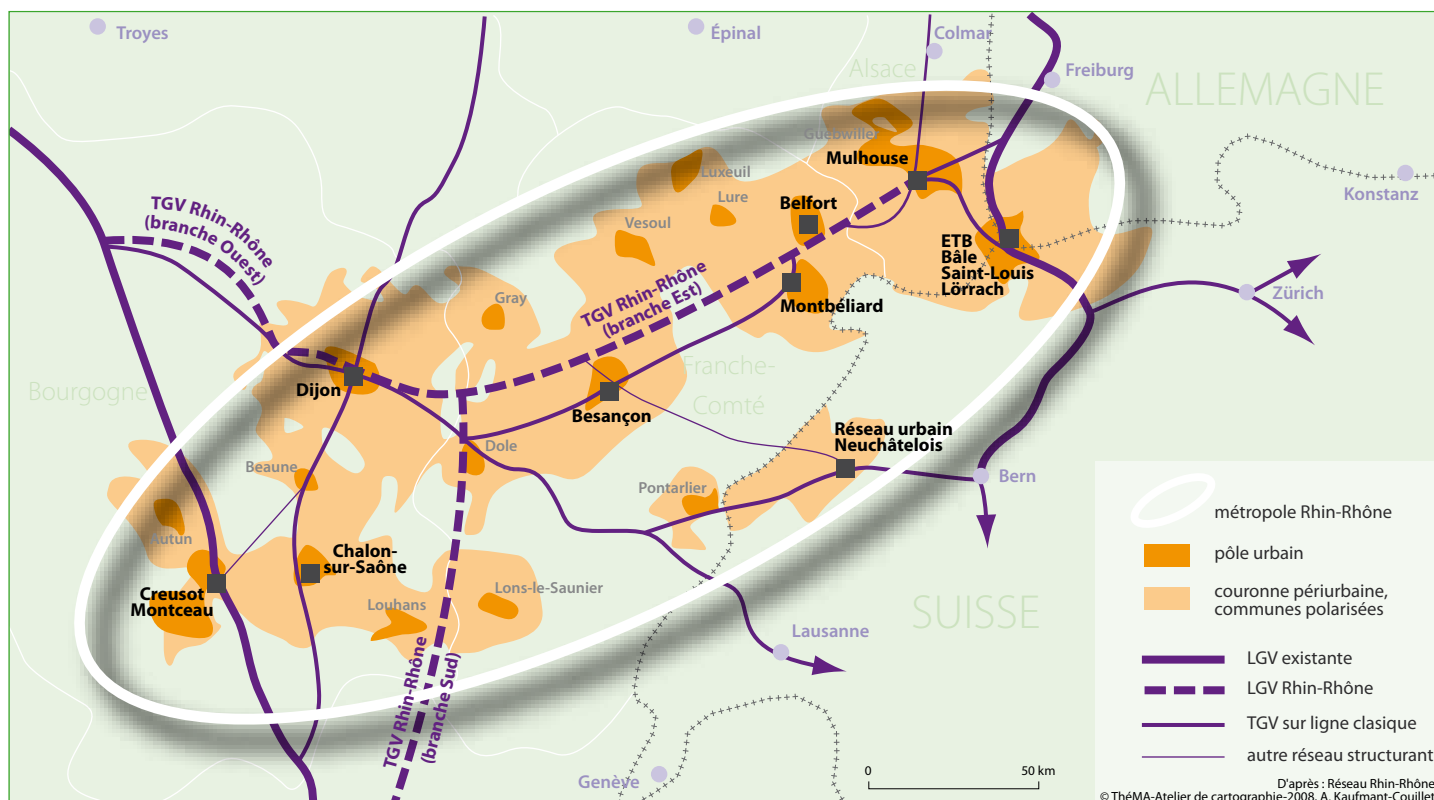 Troyes
Épinal
Colmar
Freiburg
Alsace
ALLEMAGNE
Guebwiller
Mulhouse
Konstanz
Luxeuil
Lure
Belfort
Vesoul
TGV Rhin-Rhône
(branche Ouest)
ETB
Bâle
Saint-Louis
Lörrach
Zürich
Gray
TGV Rhin-Rhône
(branche Est)
Montbéliard
Bourgogne
Dijon
Franche-
Comté
Besançon
Réseau urbain
Neuchâtelois
Dole
Beaune
Pontarlier
Bern
Autun
Chalon-
sur-Saône
Creusot
Montceau
Louhans
Lons-le-Saunier
SUISSE
Lausanne
TGV Rhin-Rhône
(branche Sud)
Genève
métropole Rhin-Rhône
pôle urbain
couronne périurbaine,
communes polarisées
LGV existante
LGV Rhin-Rhône
TGV sur ligne clasique
autre réseau structurant
0 50 km
D'après : Réseau Rhin-Rhône
© ThéMA-Atelier de cartographie-2008, A. Kaufmant-Couillet